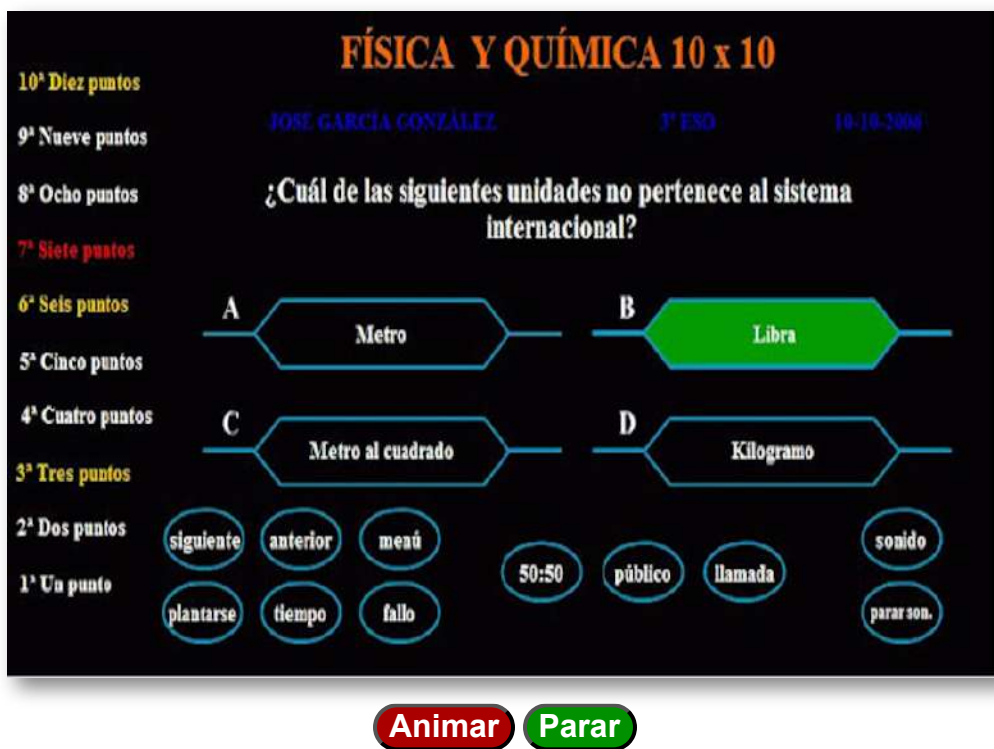 FÍSICA Y QUÍMICA 10 x 10
JOSE GARCÍA GONZÁLEZ 3º ESO 10-10-2006
10ª Diez puntos
9ª Nueve puntos
8ª Ocho puntos
7ª Siete puntos
6ª Seis puntos
5ª Cinco puntos
4ª Cuatro puntos
3ª Tres puntos
2ª Dos puntos
1ª Un punto
¿Cuál de las siguientes unidades no pertenece al sistema
internacional?
A Metro
B Libra
C Metro al cuadrado
D Kilogramo
siguiente anterior menú
plantarse tiempo fallo
50:50 público llamada
sonido
parar son.
Animar Parar